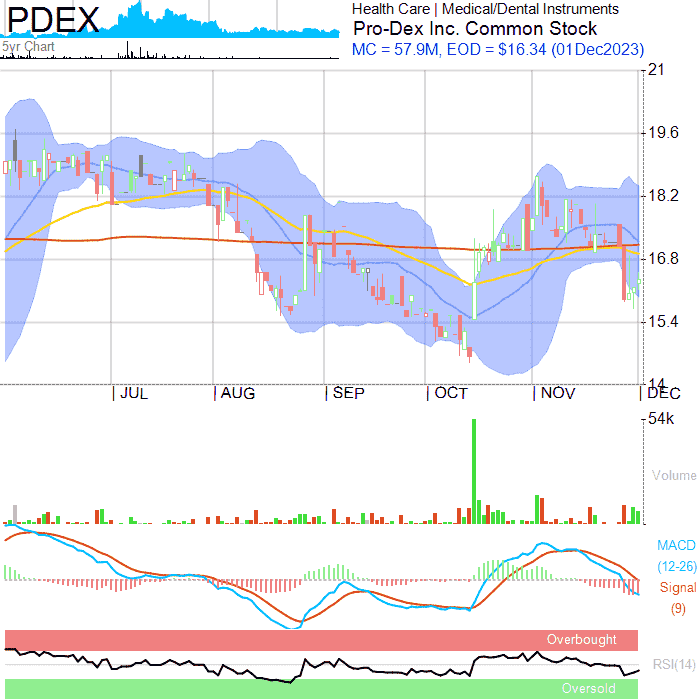 PDEX
5yr Chart
Health Care | Medical/Dental Instruments
Pro-Dex Inc. Common Stock
MC = 57.9M, EOD = $16.34 (01Dec2023)
21
19.6
18.2
16.8
15.4
14
JUL
AUG
SEP
OCT
NOV
DEC
54k
Volume
MACD
(12-26)
Signal
(9)
Overbought
RSI(14)
Oversold